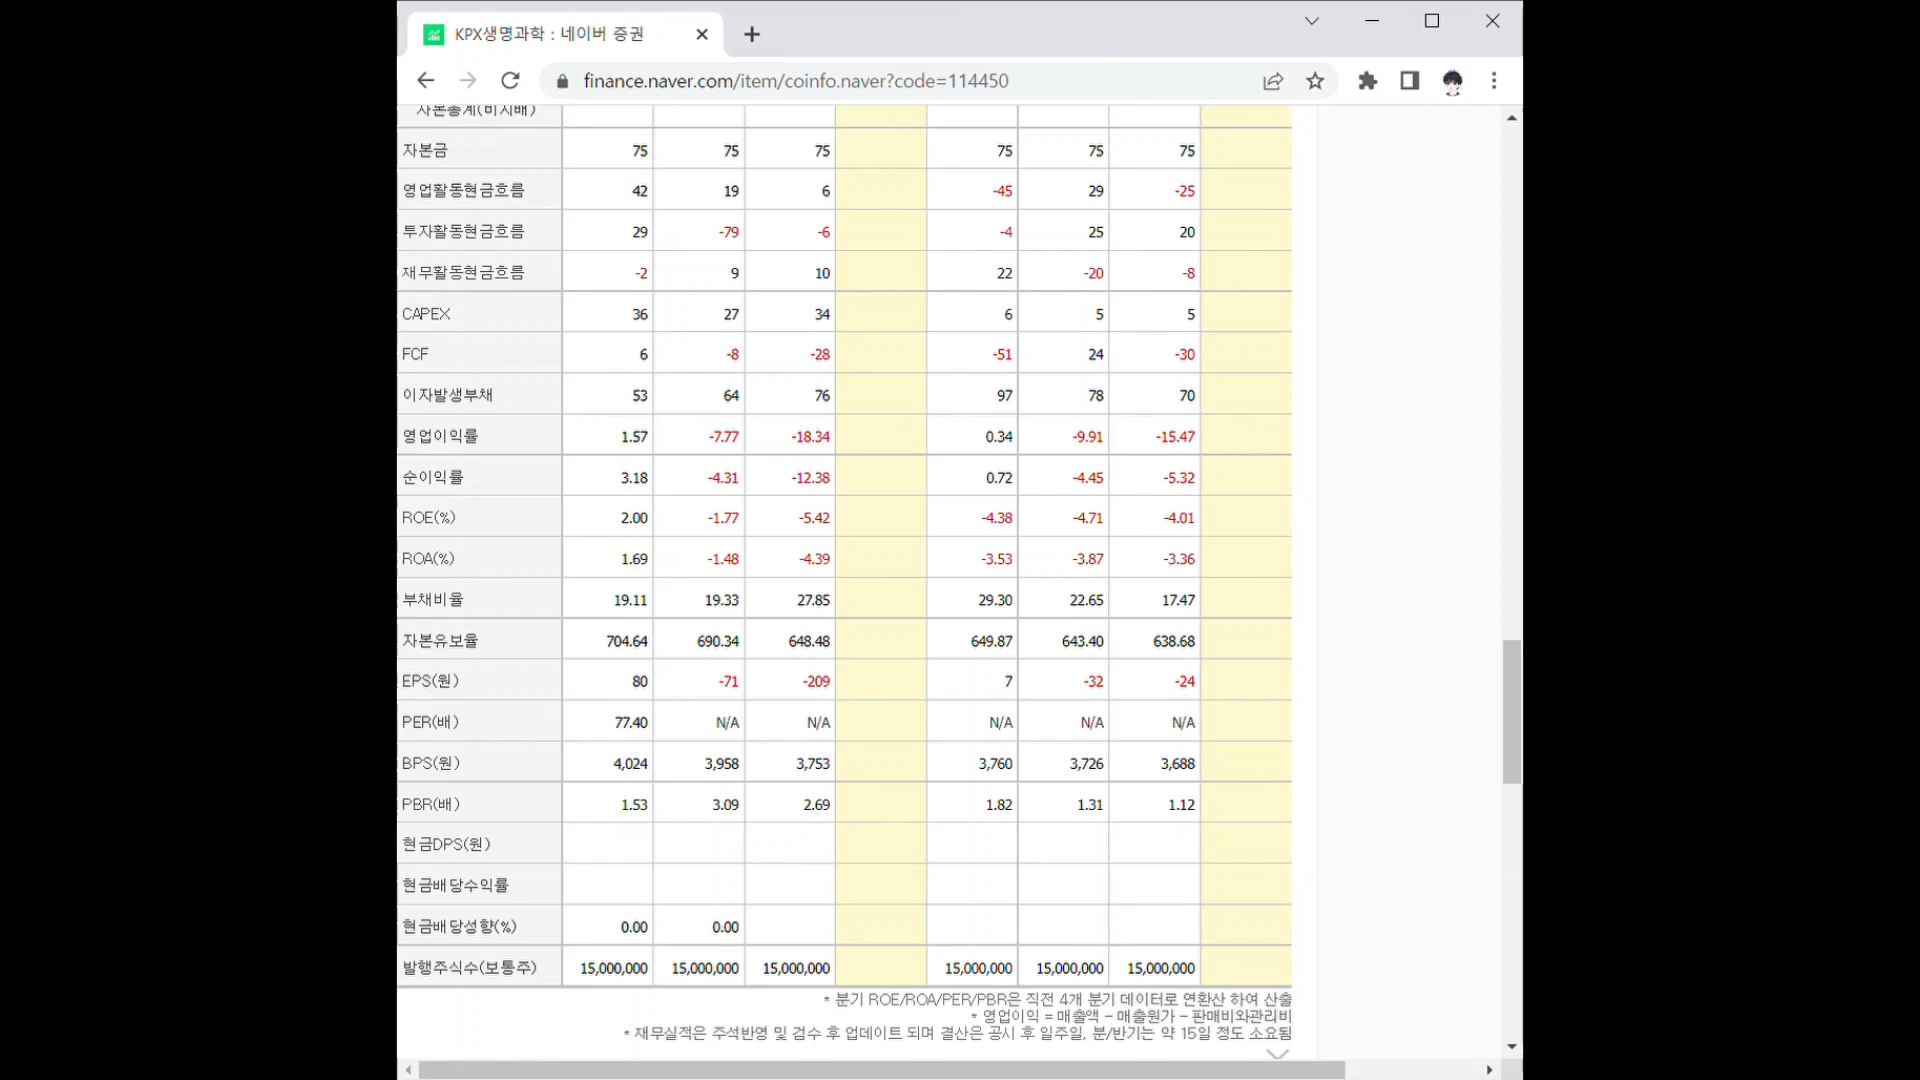 KPX생명과학 : 네이버 증권
finance.naver.com/item/coinfo.naver?code=114450
자본총계(비지배)
자본금 75 75 75 75 75 75
영업활동현금흐름 42 19 6 -45 29 -25
투자활동현금흐름 29 -79 -6 -4 25 20
재무활동현금흐름 -2 9 10 22 -20 -8
CAPEX 36 27 34 6 5 5
FCF 6 -8 -28 -51 24 -30
이자발생부채 53 64 76 97 78 70
영업이익률 1.57 -7.77 -18.34 0.34 -9.91 -15.47
순이익률 3.18 -4.31 -12.38 0.72 -4.45 -5.32
ROE(%) 2.00 -1.77 -5.42 -4.38 -4.71 -4.01
ROA(%) 1.69 -1.48 -4.39 -3.53 -3.87 -3.36
부채비율 19.11 19.33 27.85 29.30 22.65 17.47
자본유보율 704.64 690.34 648.48 649.87 643.40 638.68
EPS(원) 80 -71 -209 7 -32 -24
PER(배) 77.40 N/A N/A N/A N/A N/A
BPS(원) 4,024 3,958 3,753 3,760 3,726 3,688
PBR(배) 1.53 3.09 2.69 1.82 1.31 1.12
현금DPS(원)
현금배당수익률
현금배당성향(%) 0.00 0.00
발행주식수(보통주) 15,000,000 15,000,000 15,000,000 15,000,000 15,000,000 15,000,000
* 분기 ROE/ROA/PER/PBR은 직전 4개 분기 데이터로 연환산 하여 산출
* 영업이익 = 매출액 - 매출원가 - 판매비와관리비
* 재무실적은 주석반영 및 검수 후 업데이트 되며 결산은 공시 후 일주일, 분/반기는 약 15일 정도 소요됨